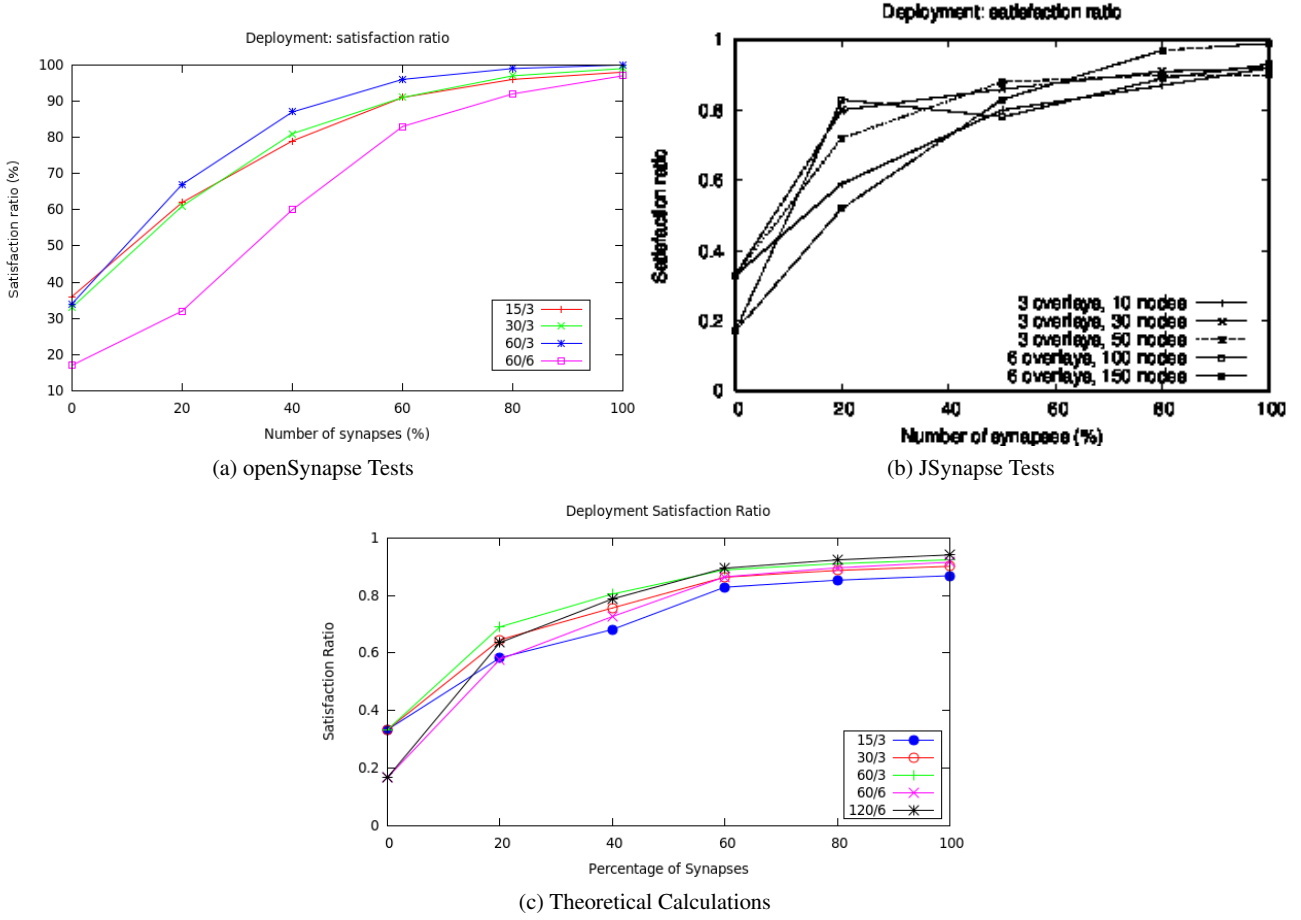 Deployment: satisfaction ratio
100
90
80
70
60
50
40
30
20
10
Satisfaction ratio (%)
15/3
30/3
60/3
60/6
0 20 40 60 80 100
Number of synapses (%)
(a) openSynapse Tests
Deployment: satisfaction ratio
1
0.8
0.6
0.4
0.2
0
Satisfaction ratio
3 overlays, 10 nodes
3 overlays, 30 nodes
3 overlays, 50 nodes
6 overlays, 100 nodes
6 overlays, 150 nodes
0 20 40 60 80 100
Number of synapses (%)
(b) JSynapse Tests
Deployment Satisfaction Ratio
1
0.8
0.6
0.4
0.2
0
Satisfaction Ratio
15/3
30/3
60/3
60/6
120/6
0 20 40 60 80 100
Percentage of Synapses
(c) Theoretical Calculations